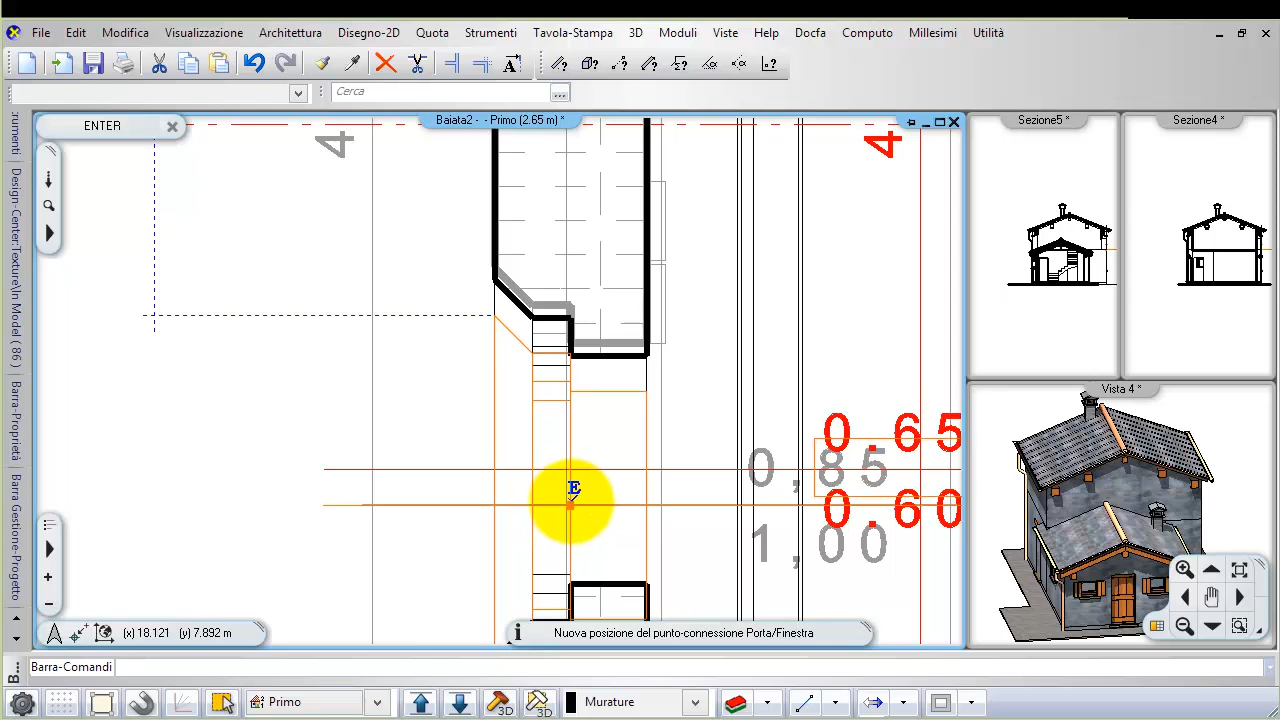 File Edit Modifica Visualizzazione Architettura Disegno-2D Quota Strumenti Tavola-Stampa 3D Moduli Viste Help Docfa Computo Millesimi Utilità
Cerca
ENTER
Baiata2 - - Primo (2.65 m) *
Sezione5 *
Sezione4 *
4
4
Design-Center:Texture\In Model ( 86 )
Barra-Proprietà
Barra Gestione-Progetto
Vista 4 *
0.65
0,85
E
0.60
1,00
(x) 18.121 (y) 7.892 m
Nuova posizione del punto-connessione Porta/Finestra
Barra-Comandi
Primo
3D
3D
Murature